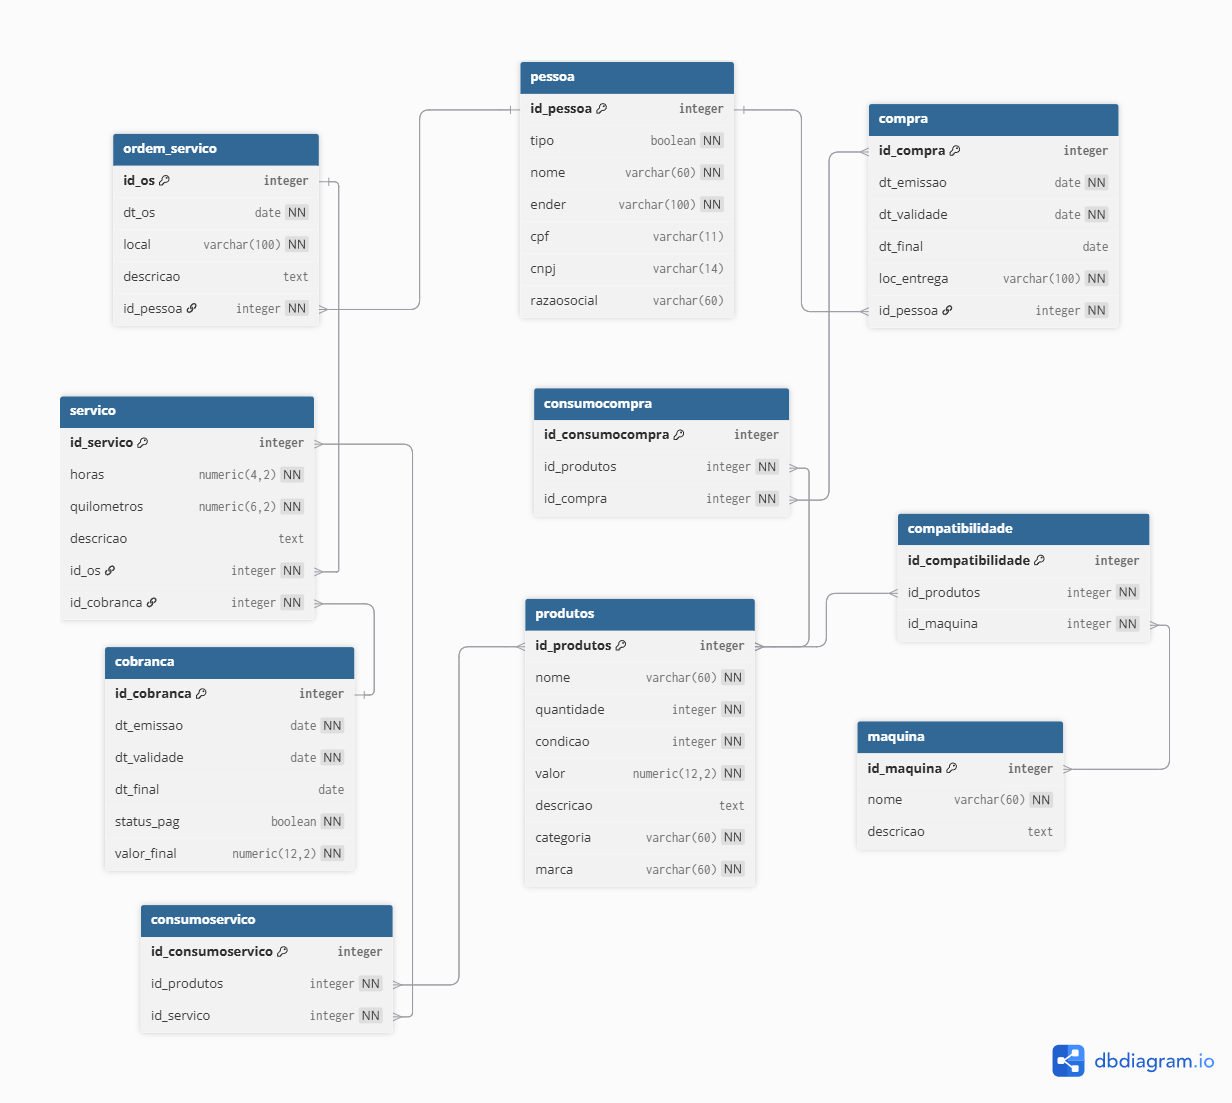 pessoa
id_pessoa integer
tipo boolean NN
nome varchar(60) NN
ender varchar(100) NN
cpf varchar(11)
cnpj varchar(14)
razaosocial varchar(60)
compra
id_compra integer
dt_emissao date NN
dt_validade date NN
dt_final date
loc_entrega varchar(100) NN
id_pessoa integer NN
ordem_servico
id_os integer
dt_os date NN
local varchar(100) NN
descricao text
id_pessoa integer NN
servico
id_servico integer
horas numeric(4,2) NN
quilometros numeric(6,2) NN
descricao text
id_os integer NN
id_cobranca integer NN
consumocompra
id_consumocompra integer
id_produtos integer NN
id_compra integer NN
compatibilidade
id_compatibilidade integer
id_produtos integer NN
id_maquina integer NN
produtos
id_produtos integer
nome varchar(60) NN
quantidade integer NN
condicao integer NN
valor numeric(12,2) NN
descricao text
categoria varchar(60) NN
marca varchar(60) NN
cobranca
id_cobranca integer
dt_emissao date NN
dt_validade date NN
dt_final date
status_pag boolean NN
valor_final numeric(12,2) NN
maquina
id_maquina integer
nome varchar(60) NN
descricao text
consumoservico
id_consumoservico integer
id_produtos integer NN
id_servico integer NN
dbdiagram.io